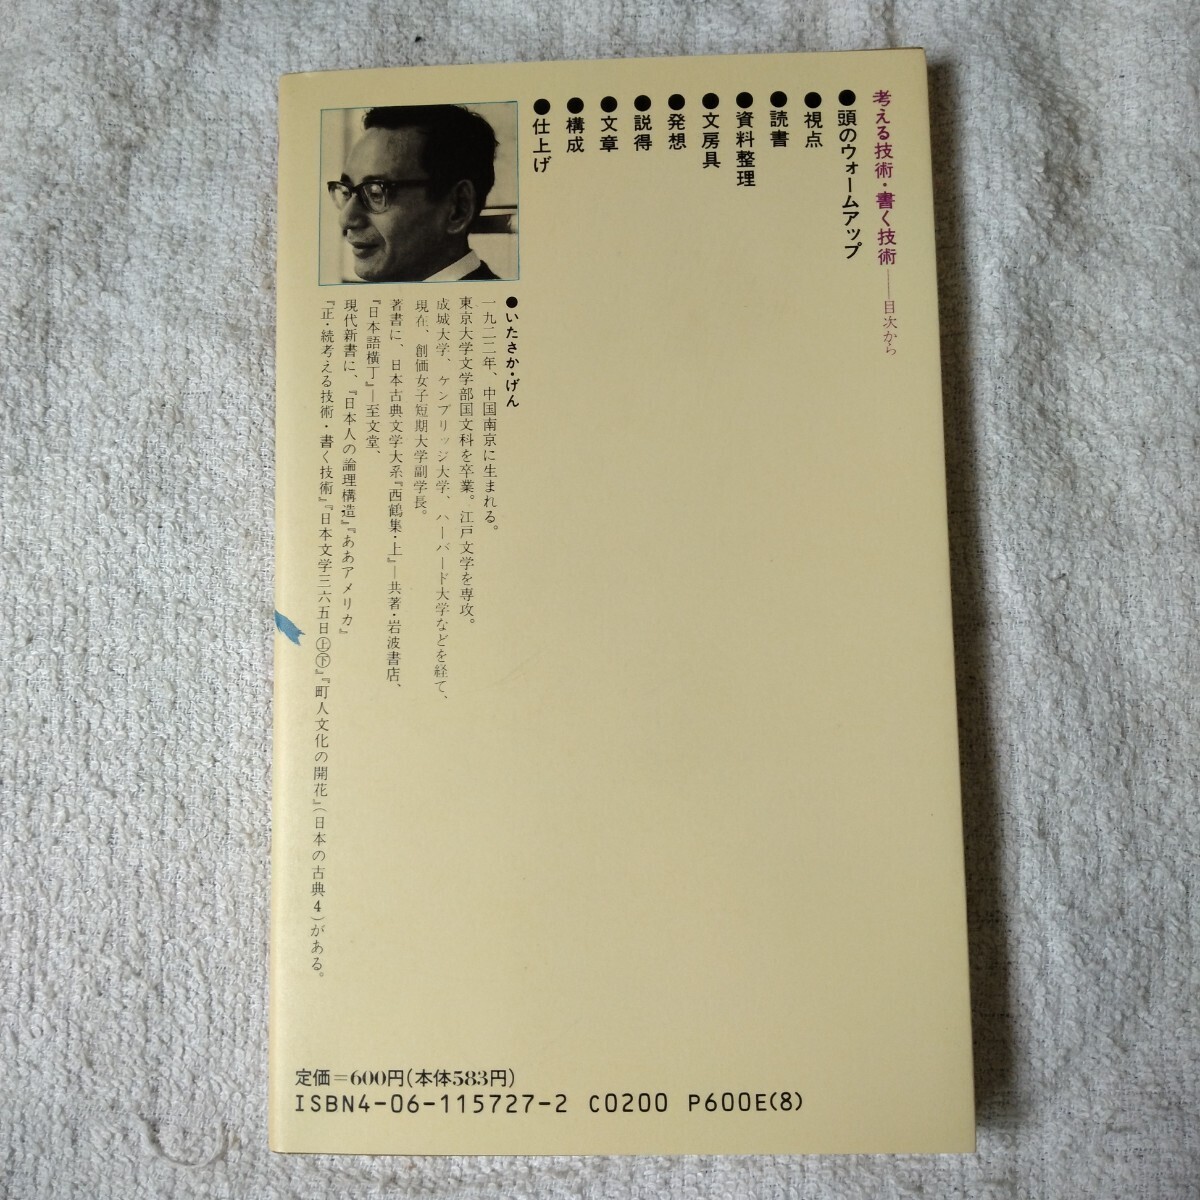 考える技術・書く技術――目次から
●頭のウォームアップ
●視点
●読書
●資料整理
●文房具
●発想
●説得
●文章
●構成
●仕上げ
●いたさか・げん
一九二二年、中国南京に生まれる。
東京大学文学部国文科を卒業。江戸文学を専攻。
成城大学、ケンブリッジ大学、ハーバード大学などを経て、
現在、創価女子短期大学副学長。
著書に、日本古典文学大系『西鶴集・上』―共著・岩波書店、
『日本語横丁』―至文堂、
現代新書に、『日本人の論理構造』『ああアメリカ』
『正・続考える技術・書く技術』『日本文学三六五日㊤㊦』『町人文化の開花』(日本の古典4)がある。
定価=600円(本体583円)
ISBN4-06-115727-2 C0200 P600E(8)